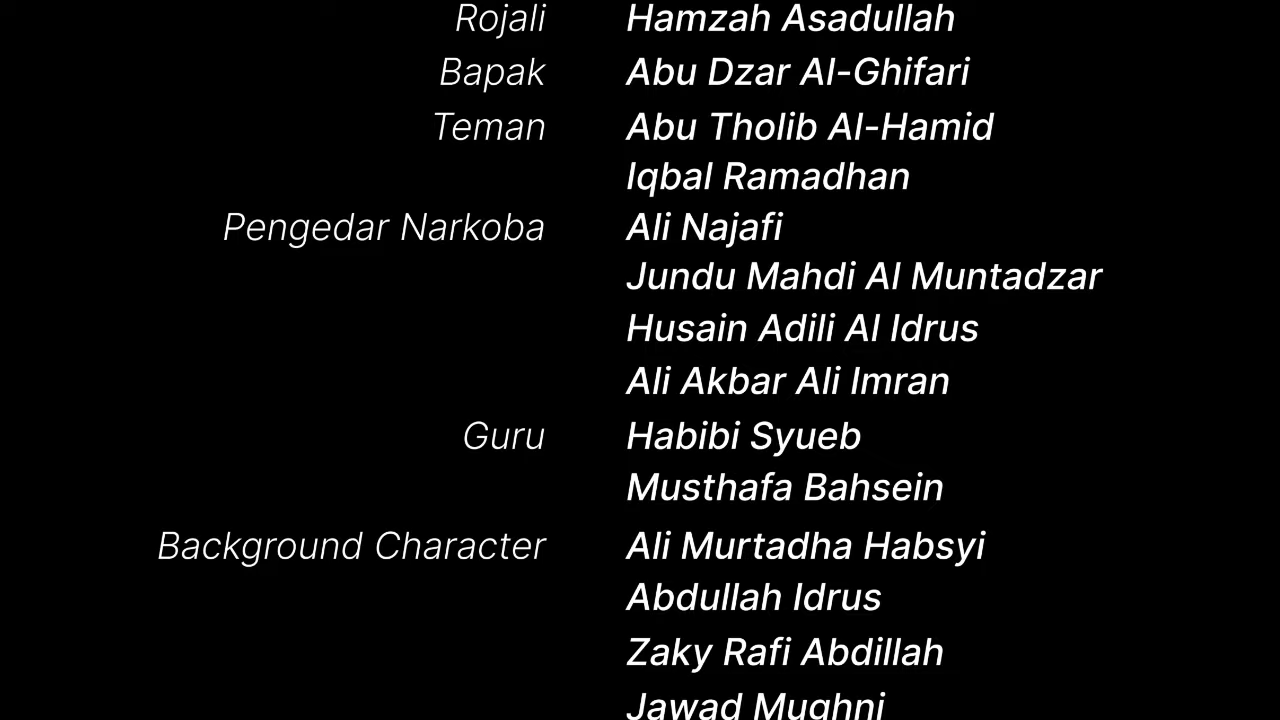 Rojali Hamzah Asadullah
Bapak Abu Dzar Al-Ghifari
Teman Abu Tholib Al-Hamid
Iqbal Ramadhan
Pengedar Narkoba Ali Najafi
Jundu Mahdi Al Muntadzar
Husain Adili Al Idrus
Ali Akbar Ali Imran
Guru Habibi Syueb
Musthafa Bahsein
Background Character Ali Murtadha Habsyi
Abdullah Idrus
Zaky Rafi Abdillah
Jawad Mughni